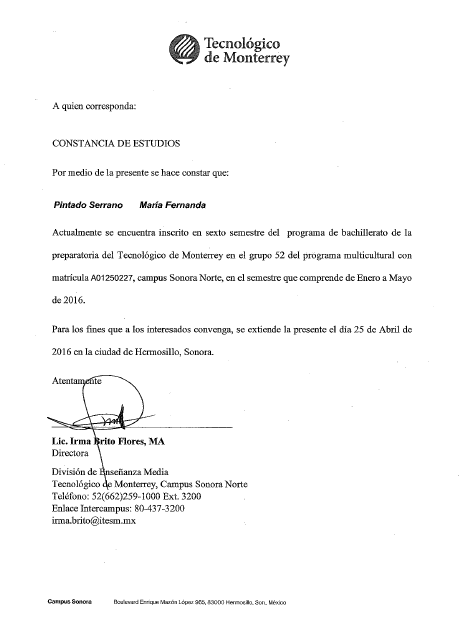 Tecnológico
de Monterrey
A quien corresponda:
CONSTANCIA DE ESTUDIOS
Por medio de la presente se hace constar que:
Pintado Serrano María Fernanda
Actualmente se encuentra inscrito en sexto semestre del programa de bachillerato de la
preparatoria del Tecnológico de Monterrey en el grupo 52 del programa multicultural con
matrícula A01250227, campus Sonora Norte, en el semestre que comprende de Enero a Mayo
de 2016.
Para los fines que a los interesados convenga, se extiende la presente el día 25 de Abril de
2016 en la ciudad de Hermosillo, Sonora.
Atentamente
Lic. Irma Brito Flores, MA
Directora
División de Enseñanza Media
Tecnológico de Monterrey, Campus Sonora Norte
Teléfono: 52(662)259-1000 Ext. 3200
Enlace Intercampus: 80-437-3200
irma.brito@itesm.mx
Campus Sonora Boulevard Enrique Mazón López 965, 83000 Hermosillo, Son, México